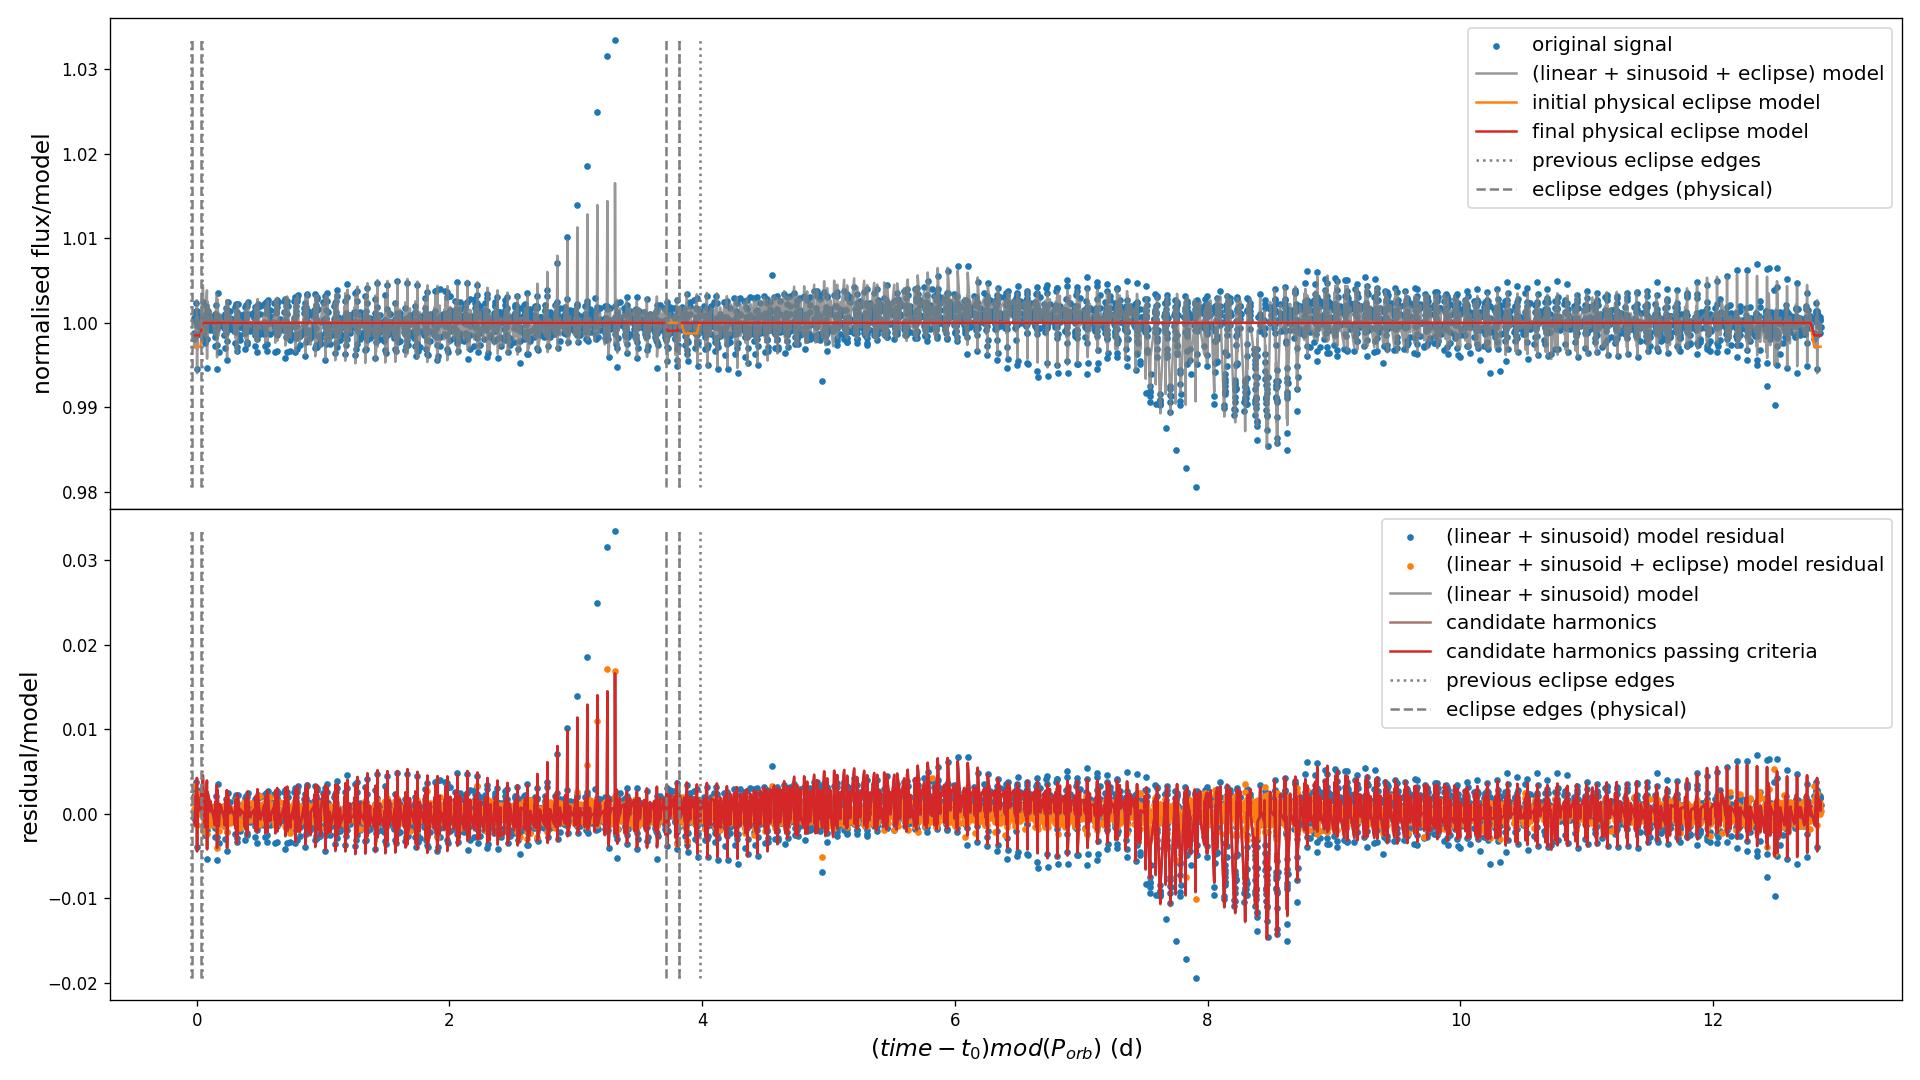 normalised flux/model
1.03
1.02
1.01
1.00
0.99
0.98
original signal
(linear + sinusoid + eclipse) model
initial physical eclipse model
final physical eclipse model
previous eclipse edges
eclipse edges (physical)
residual/model
0.03
0.02
0.01
0.00
−0.01
−0.02
(linear + sinusoid) model residual
(linear + sinusoid + eclipse) model residual
(linear + sinusoid) model
candidate harmonics
candidate harmonics passing criteria
previous eclipse edges
eclipse edges (physical)
0 2 4 6 8 10 12
(time − t₀)mod(P_orb) (d)